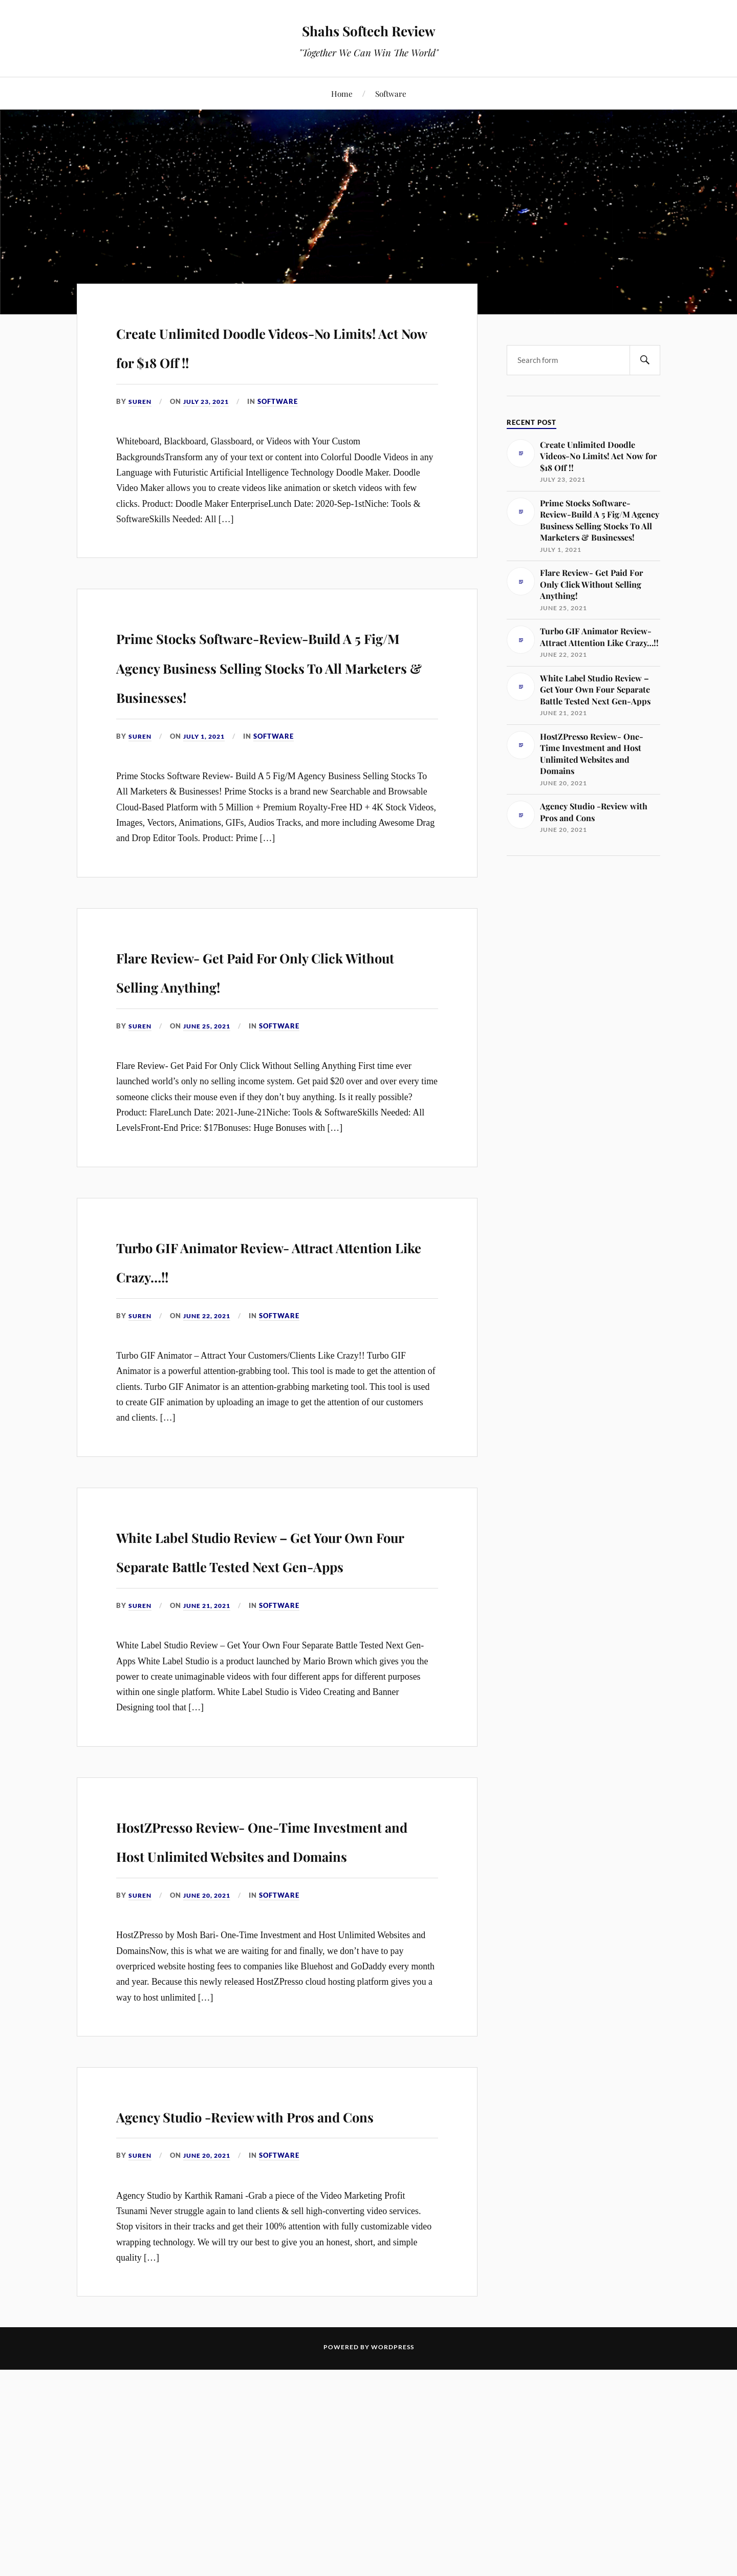 Shahs Softech Review
"Together We Can Win The World"
Home / Software
Create Unlimited Doodle Videos-No Limits! Act Now
for $18 Off !!
BY SUREN / ON JULY 23, 2021 / IN SOFTWARE
Whiteboard, Blackboard, Glassboard, or Videos with Your Custom
BackgroundsTransform any of your text or content into Colorful Doodle Videos in any
Language with Futuristic Artificial Intelligence Technology Doodle Maker. Doodle
Video Maker allows you to create videos like animation or sketch videos with few
clicks. Product: Doodle Maker EnterpriseLunch Date: 2020-Sep-1stNiche: Tools &
SoftwareSkills Needed: All […]
Prime Stocks Software-Review-Build A 5 Fig/M
Agency Business Selling Stocks To All Marketers &
Businesses!
BY SUREN / ON JULY 1, 2021 / IN SOFTWARE
Prime Stocks Software Review- Build A 5 Fig/M Agency Business Selling Stocks To
All Marketers & Businesses! Prime Stocks is a brand new Searchable and Browsable
Cloud-Based Platform with 5 Million + Premium Royalty-Free HD + 4K Stock Videos,
Images, Vectors, Animations, GIFs, Audios Tracks, and more including Awesome Drag
and Drop Editor Tools. Product: Prime […]
Flare Review- Get Paid For Only Click Without
Selling Anything!
BY SUREN / ON JUNE 25, 2021 / IN SOFTWARE
Flare Review- Get Paid For Only Click Without Selling Anything First time ever
launched world’s only no selling income system. Get paid $20 over and over every time
someone clicks their mouse even if they don’t buy anything. Is it really possible?
Product: FlareLunch Date: 2021-June-21Niche: Tools & SoftwareSkills Needed: All
LevelsFront-End Price: $17Bonuses: Huge Bonuses with […]
Turbo GIF Animator Review- Attract Attention Like
Crazy…!!
BY SUREN / ON JUNE 22, 2021 / IN SOFTWARE
Turbo GIF Animator – Attract Your Customers/Clients Like Crazy!! Turbo GIF
Animator is a powerful attention-grabbing tool. This tool is made to get the attention of
clients. Turbo GIF Animator is an attention-grabbing marketing tool. This tool is used
to create GIF animation by uploading an image to get the attention of our customers
and clients. […]
White Label Studio Review – Get Your Own Four
Separate Battle Tested Next Gen-Apps
BY SUREN / ON JUNE 21, 2021 / IN SOFTWARE
White Label Studio Review – Get Your Own Four Separate Battle Tested Next Gen-
Apps White Label Studio is a product launched by Mario Brown which gives you the
power to create unimaginable videos with four different apps for different purposes
within one single platform. White Label Studio is Video Creating and Banner
Designing tool that […]
HostZPresso Review- One-Time Investment and
Host Unlimited Websites and Domains
BY SUREN / ON JUNE 20, 2021 / IN SOFTWARE
HostZPresso by Mosh Bari- One-Time Investment and Host Unlimited Websites and
DomainsNow, this is what we are waiting for and finally, we don’t have to pay
overpriced website hosting fees to companies like Bluehost and GoDaddy every month
and year. Because this newly released HostZPresso cloud hosting platform gives you a
way to host unlimited […]
Agency Studio -Review with Pros and Cons
BY SUREN / ON JUNE 20, 2021 / IN SOFTWARE
Agency Studio by Karthik Ramani -Grab a piece of the Video Marketing Profit
Tsunami Never struggle again to land clients & sell high-converting video services.
Stop visitors in their tracks and get their 100% attention with fully customizable video
wrapping technology. We will try our best to give you an honest, short, and simple
quality […]
Search form
RECENT POST
Create Unlimited Doodle
Videos-No Limits! Act Now for
$18 Off !!
JULY 23, 2021
Prime Stocks Software-
Review-Build A 5 Fig/M Agency
Business Selling Stocks To All
Marketers & Businesses!
JULY 1, 2021
Flare Review- Get Paid For
Only Click Without Selling
Anything!
JUNE 25, 2021
Turbo GIF Animator Review-
Attract Attention Like Crazy…!!
JUNE 22, 2021
White Label Studio Review –
Get Your Own Four Separate
Battle Tested Next Gen-Apps
JUNE 21, 2021
HostZPresso Review- One-
Time Investment and Host
Unlimited Websites and
Domains
JUNE 20, 2021
Agency Studio -Review with
Pros and Cons
JUNE 20, 2021
POWERED BY WORDPRESS